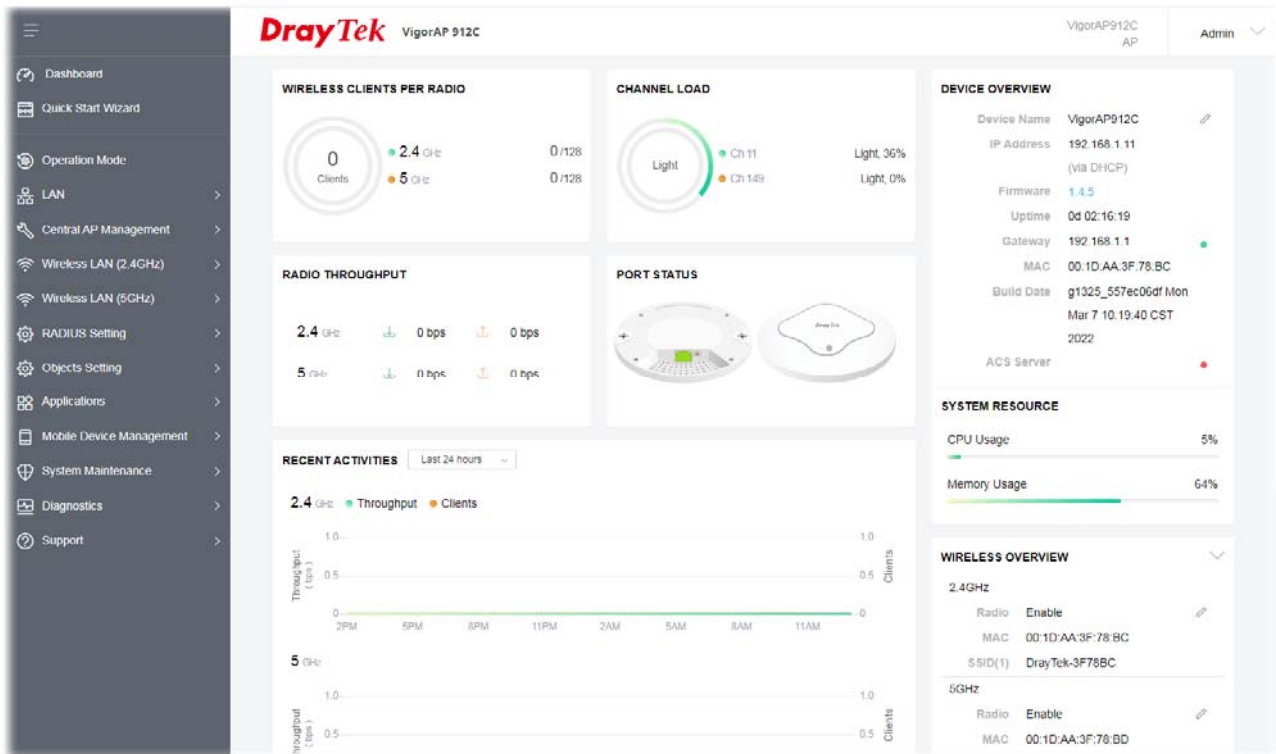 DrayTek VigorAP 912C
VigorAP912C
AP
Admin
Dashboard
Quick Start Wizard
Operation Mode
LAN
Central AP Management
Wireless LAN (2.4GHz)
Wireless LAN (5GHz)
RADIUS Setting
Objects Setting
Applications
Mobile Device Management
System Maintenance
Diagnostics
Support
WIRELESS CLIENTS PER RADIO
0
Clients
2.4 GHz 0 /128
5 GHz 0 /128
CHANNEL LOAD
Light
Ch 11 Light, 36%
Ch 149 Light, 0%
RADIO THROUGHPUT
2.4 GHz 0 bps 0 bps
5 GHz 0 bps 0 bps
PORT STATUS
DrayTek
RECENT ACTIVITIES Last 24 hours
2.4 GHz Throughput Clients
Throughput
( bps )
1.0 1.0
0.5 0.5
0 0
Clients
2PM 5PM 8PM 11PM 2AM 5AM 8AM 11AM
5 GHz
1.0 1.0
0.5 0.5
( bps )
Clients
DEVICE OVERVIEW
Device Name VigorAP912C
IP Address 192.168.1.11
(via DHCP)
Firmware 1.4.5
Uptime 0d 02:16:19
Gateway 192.168.1.1
MAC 00:1D:AA:3F:78:BC
Build Date g1325_557ec06df Mon
Mar 7 10:19:40 CST
2022
ACS Server
SYSTEM RESOURCE
CPU Usage 5%
Memory Usage 64%
WIRELESS OVERVIEW
2.4GHz
Radio Enable
MAC 00:1D:AA:3F:78:BC
SSID(1) DrayTek-3F78BC
5GHz
Radio Enable
MAC 00:1D:AA:3F:78:BD